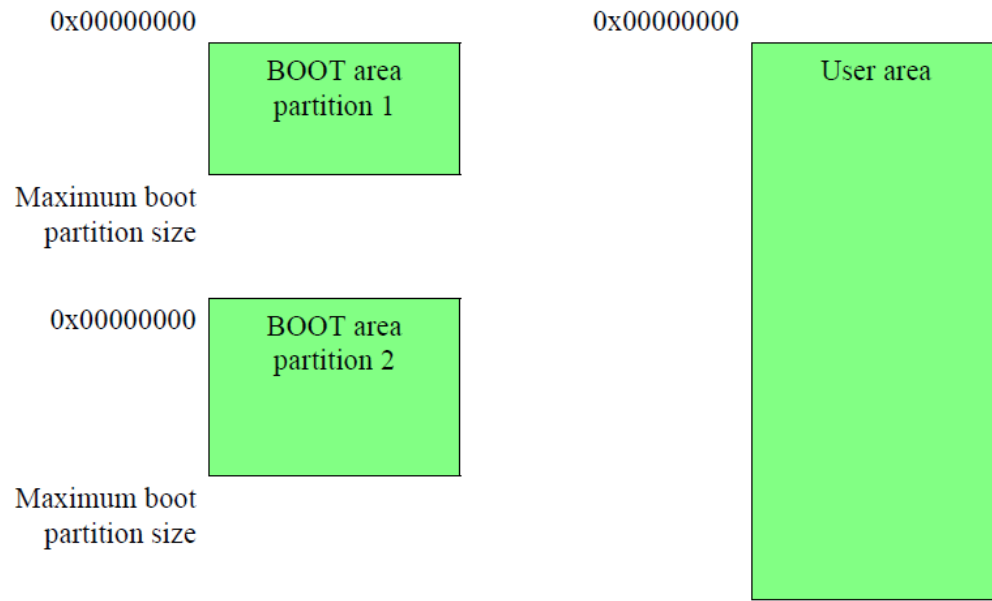 0x00000000
BOOT area
partition 1
Maximum boot
partition size
0x00000000
BOOT area
partition 2
Maximum boot
partition size
0x00000000
User area